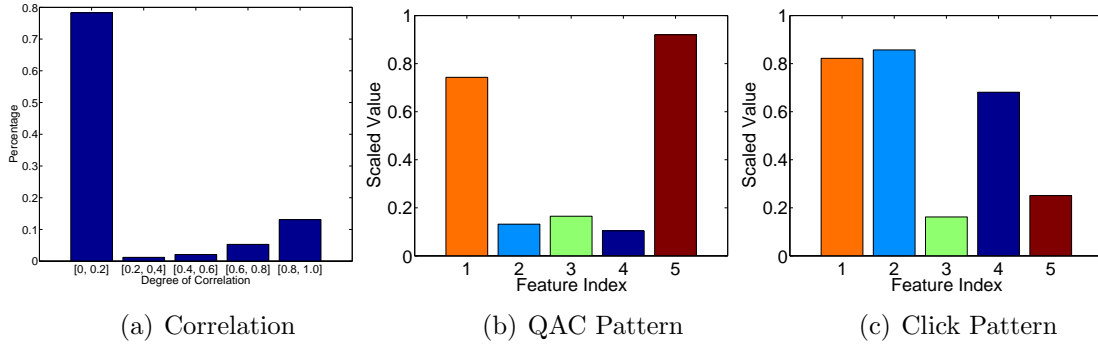 0.8
0.7
0.6
0.5
0.4
0.3
0.2
0.1
0
Percentage
[0, 0.2] [0.2, 0,4] [0.4, 0.6] [0.6, 0.8] [0.8, 1.0]
Degree of Correlation
(a) Correlation
1
0.8
0.6
0.4
0.2
0
Scaled Value
1 2 3 4 5
Feature Index
(b) QAC Pattern
1
0.8
0.6
0.4
0.2
0
Scaled Value
1 2 3 4 5
Feature Index
(c) Click Pattern